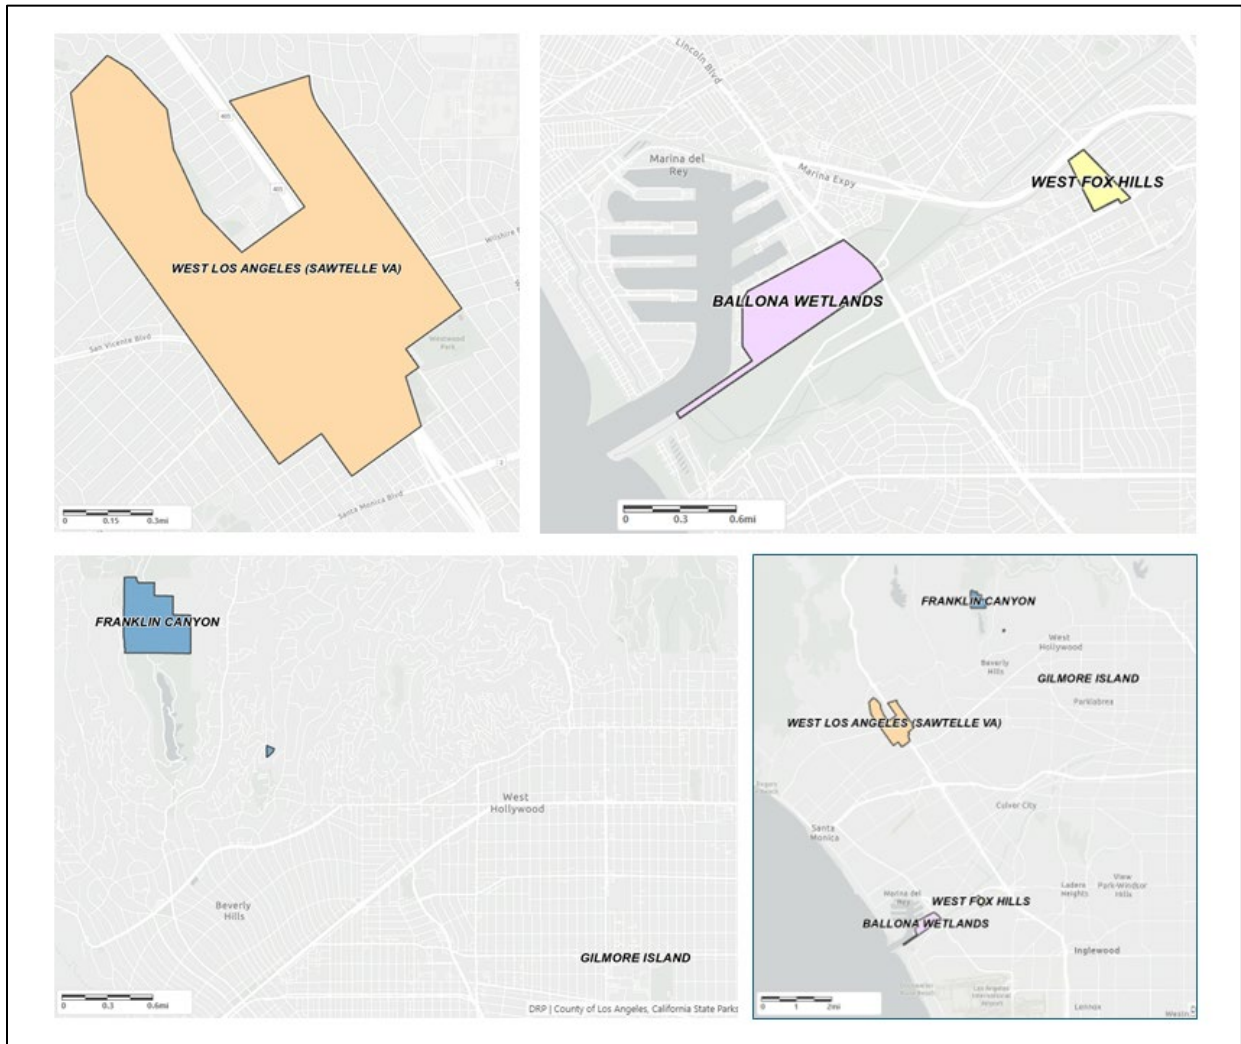 405
405
WEST LOS ANGELES (SAWTELLE VA)
San Vicente Blvd
Westwood
Park
Santa Monica Blvd
2
0 0.15 0.3mi
Lincoln Blvd
Marina del
Rey
Marina Expy
WEST FOX HILLS
BALLONA WETLANDS
0 0.3 0.6mi
FRANKLIN CANYON
West
Hollywood
Beverly
Hills
GILMORE ISLAND
0 0.3 0.6mi
DRP | County of Los Angeles, California State Parks
FRANKLIN CANYON
West
Hollywood
Beverly
Hills
GILMORE ISLAND
Parklabrea
WEST LOS ANGELES (SAWTELLE VA)
Culver City
Santa
Monica
Ladera
Heights
View
Park-Windsor
Hills
Marina del
Rey
WEST FOX HILLS
BALLONA WETLANDS
Inglewood
Los Angeles
International
Airport
Lennox
0 1 2mi